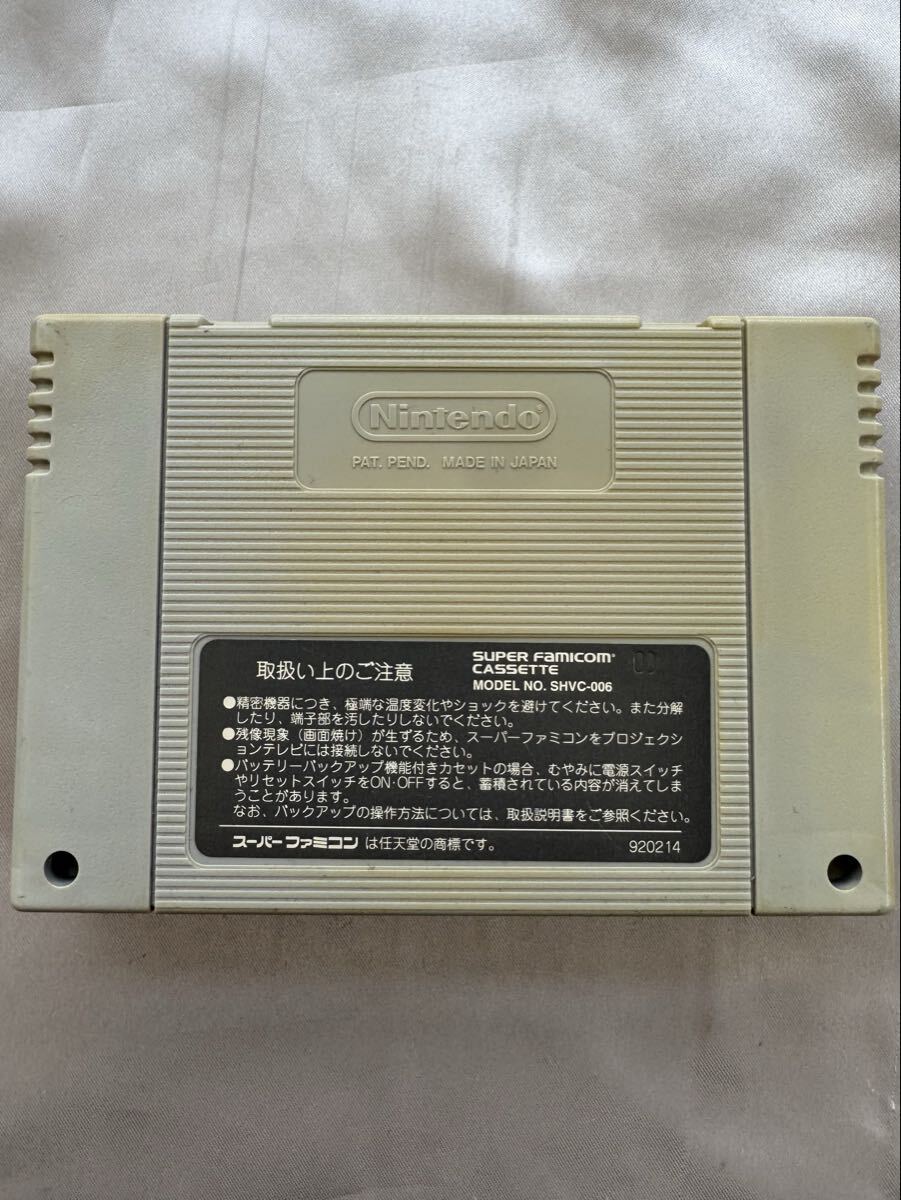 Nintendo®
PAT. PEND. MADE IN JAPAN
取扱い上のご注意
SUPER FAMICOM®
CASSETTE
MODEL NO. SHVC-006
00
●精密機器につき、極端な温度変化やショックを避けてください。また分解
したり、端子部を汚したりしないでください。
●残像現象（画面焼け）が生ずるため、スーパーファミコンをプロジェクシ
ョンテレビには接続しないでください。
●バッテリーバックアップ機能付きカセットの場合、むやみに電源スイッチ
やリセットスイッチをON・OFFすると、蓄積されている内容が消えてしま
うことがあります。
なお、バックアップの操作方法については、取扱説明書をご参照ください。
スーパーファミコンは任天堂の商標です。
920214